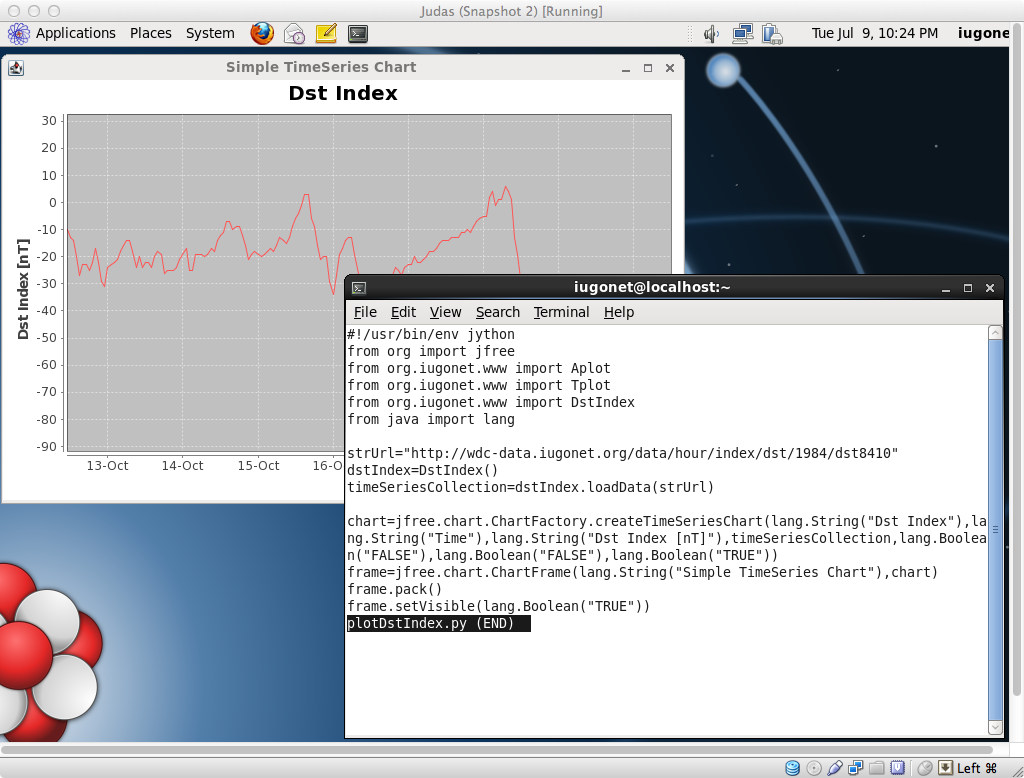 Judas (Snapshot 2) [Running]
Applications Places System
Tue Jul 9, 10:24 PM
iugone
Simple TimeSeries Chart
Dst Index
30
20
10
0
-10
-20
-30
-40
-50
-60
-70
-80
-90
Dst Index [nT]
13-Oct 14-Oct 15-Oct 16-O
iugonet@localhost:~
File Edit View Search Terminal Help
#!/usr/bin/env jython
from org import jfree
from org.iugonet.www import Aplot
from org.iugonet.www import Tplot
from org.iugonet.www import DstIndex
from java import lang
strUrl="http://wdc-data.iugonet.org/data/hour/index/dst/1984/dst8410"
dstIndex=DstIndex()
timeSeriesCollection=dstIndex.loadData(strUrl)
chart=jfree.chart.ChartFactory.createTimeSeriesChart(lang.String("Dst Index"),la
ng.String("Time"),lang.String("Dst Index [nT]"),timeSeriesCollection,lang.Boolea
n("FALSE"),lang.Boolean("FALSE"),lang.Boolean("TRUE"))
frame=jfree.chart.ChartFrame(lang.String("Simple TimeSeries Chart"),chart)
frame.pack()
frame.setVisible(lang.Boolean("TRUE"))
plotDstIndex.py (END)
Left ⌘